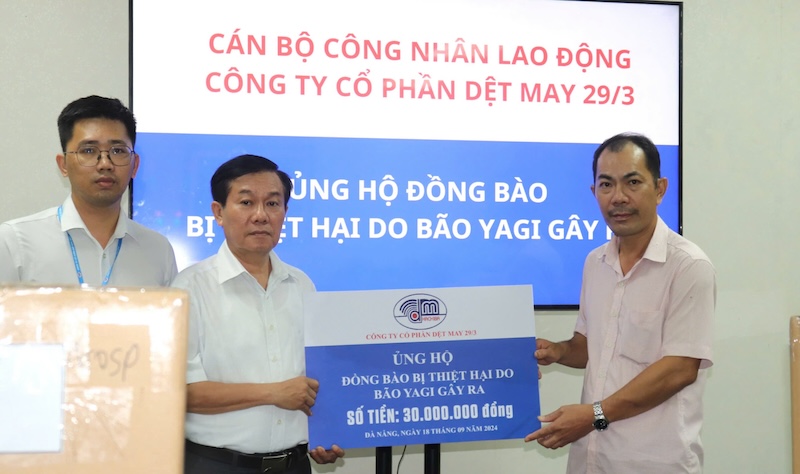 CÁN BỘ CÔNG NHÂN LAO ĐỘNG
CÔNG TY CỔ PHẦN DỆT MAY 29/3
ỦNG HỘ ĐỒNG BÀO
BỊ THIỆT HẠI DO BÃO YAGI GÂY
HACHIBA
CÔNG TY CỔ PHẦN DỆT MAY 29/3
ỦNG HỘ
ĐỒNG BÀO BỊ THIỆT HẠI DO
BÃO YAGI GÂY RA
SỐ TIỀN: 30.000.000 đồng
ĐÀ NẴNG, NGÀY 18 THÁNG 09 NĂM 2024